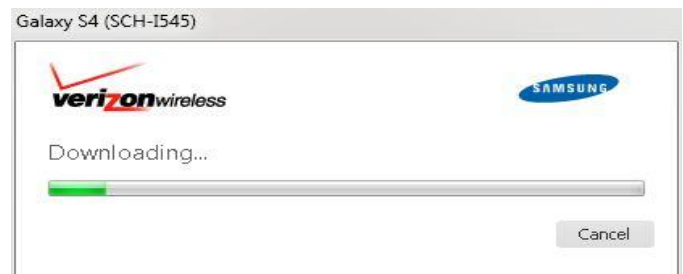 Galaxy S4 (SCH-I545)
verizonwireless
SAMSUNG
Downloading...
Cancel